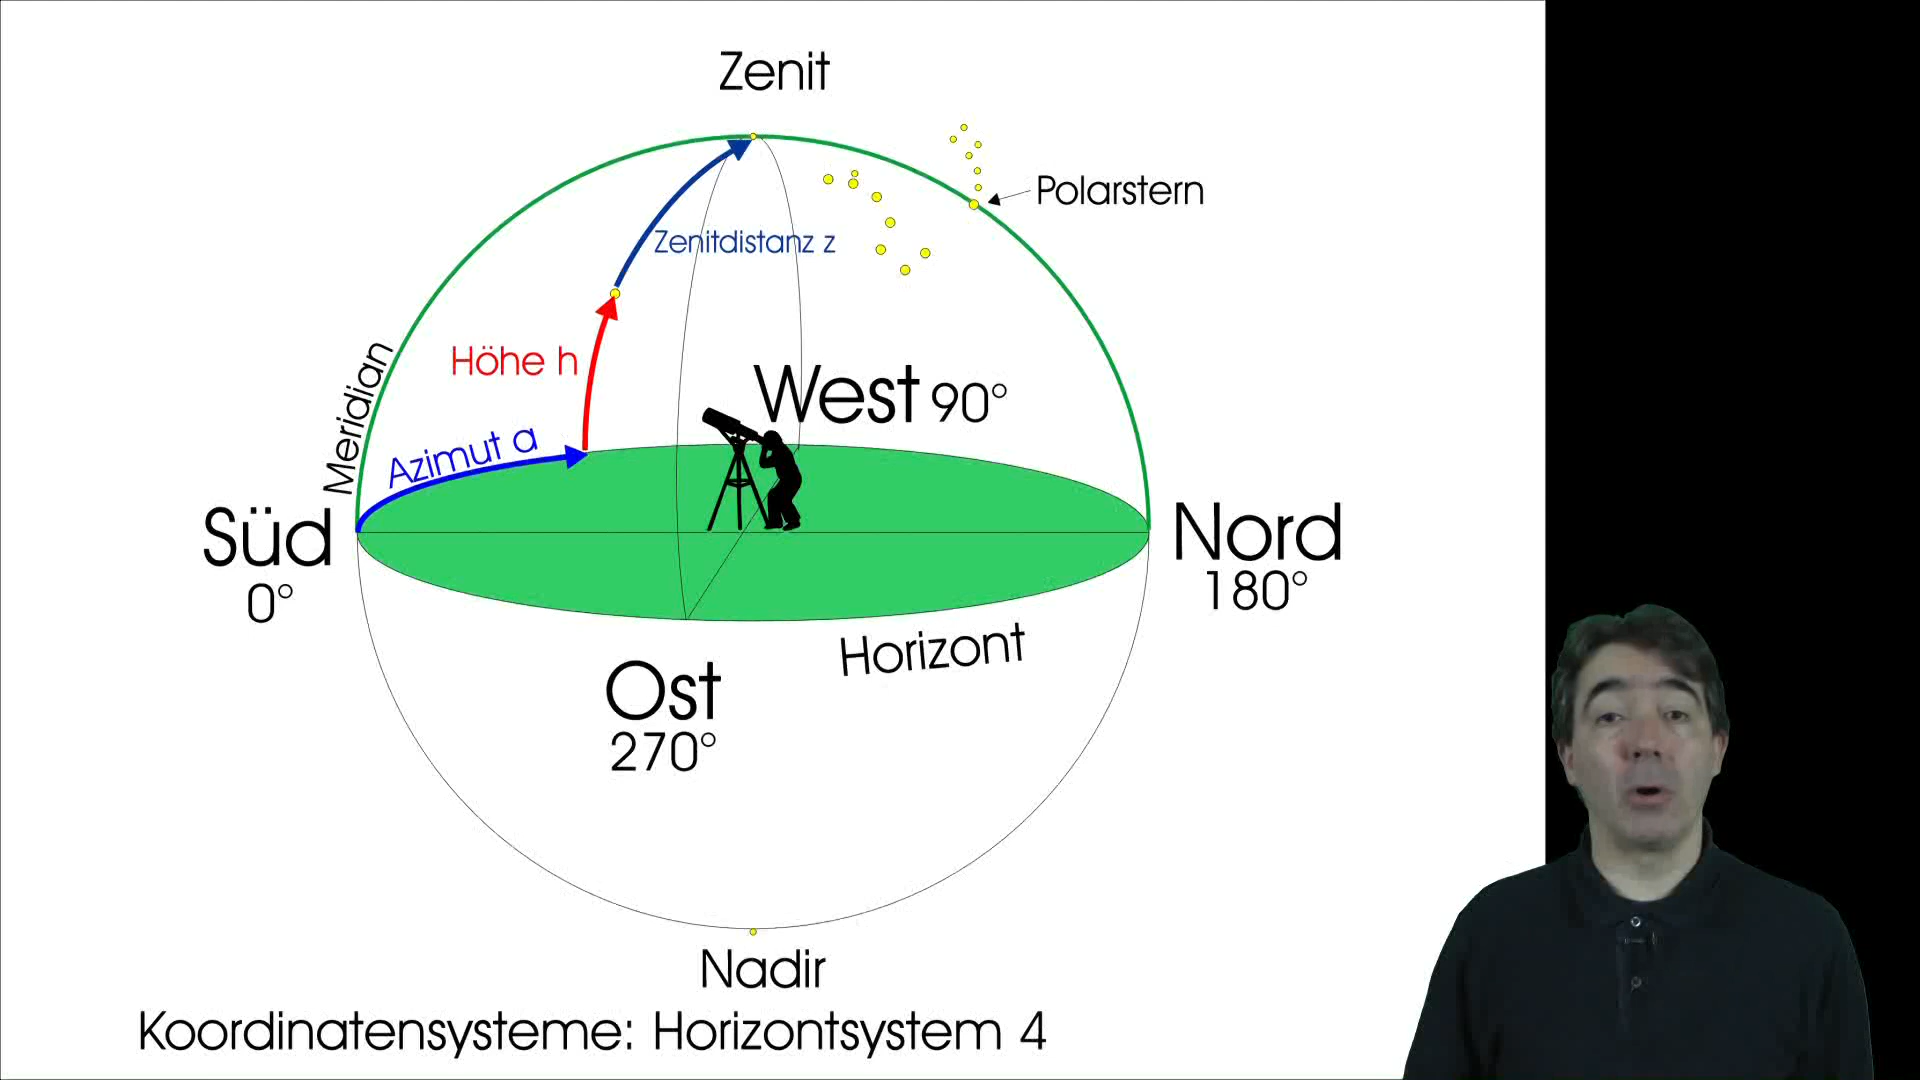 Zenit
Polarstern
Zenitdistanz z
Höhe h
Meridian
West 90°
Azimut a
Süd
0°
Nord
180°
Horizont
Ost
270°
Nadir
Koordinatensysteme: Horizontsystem 4